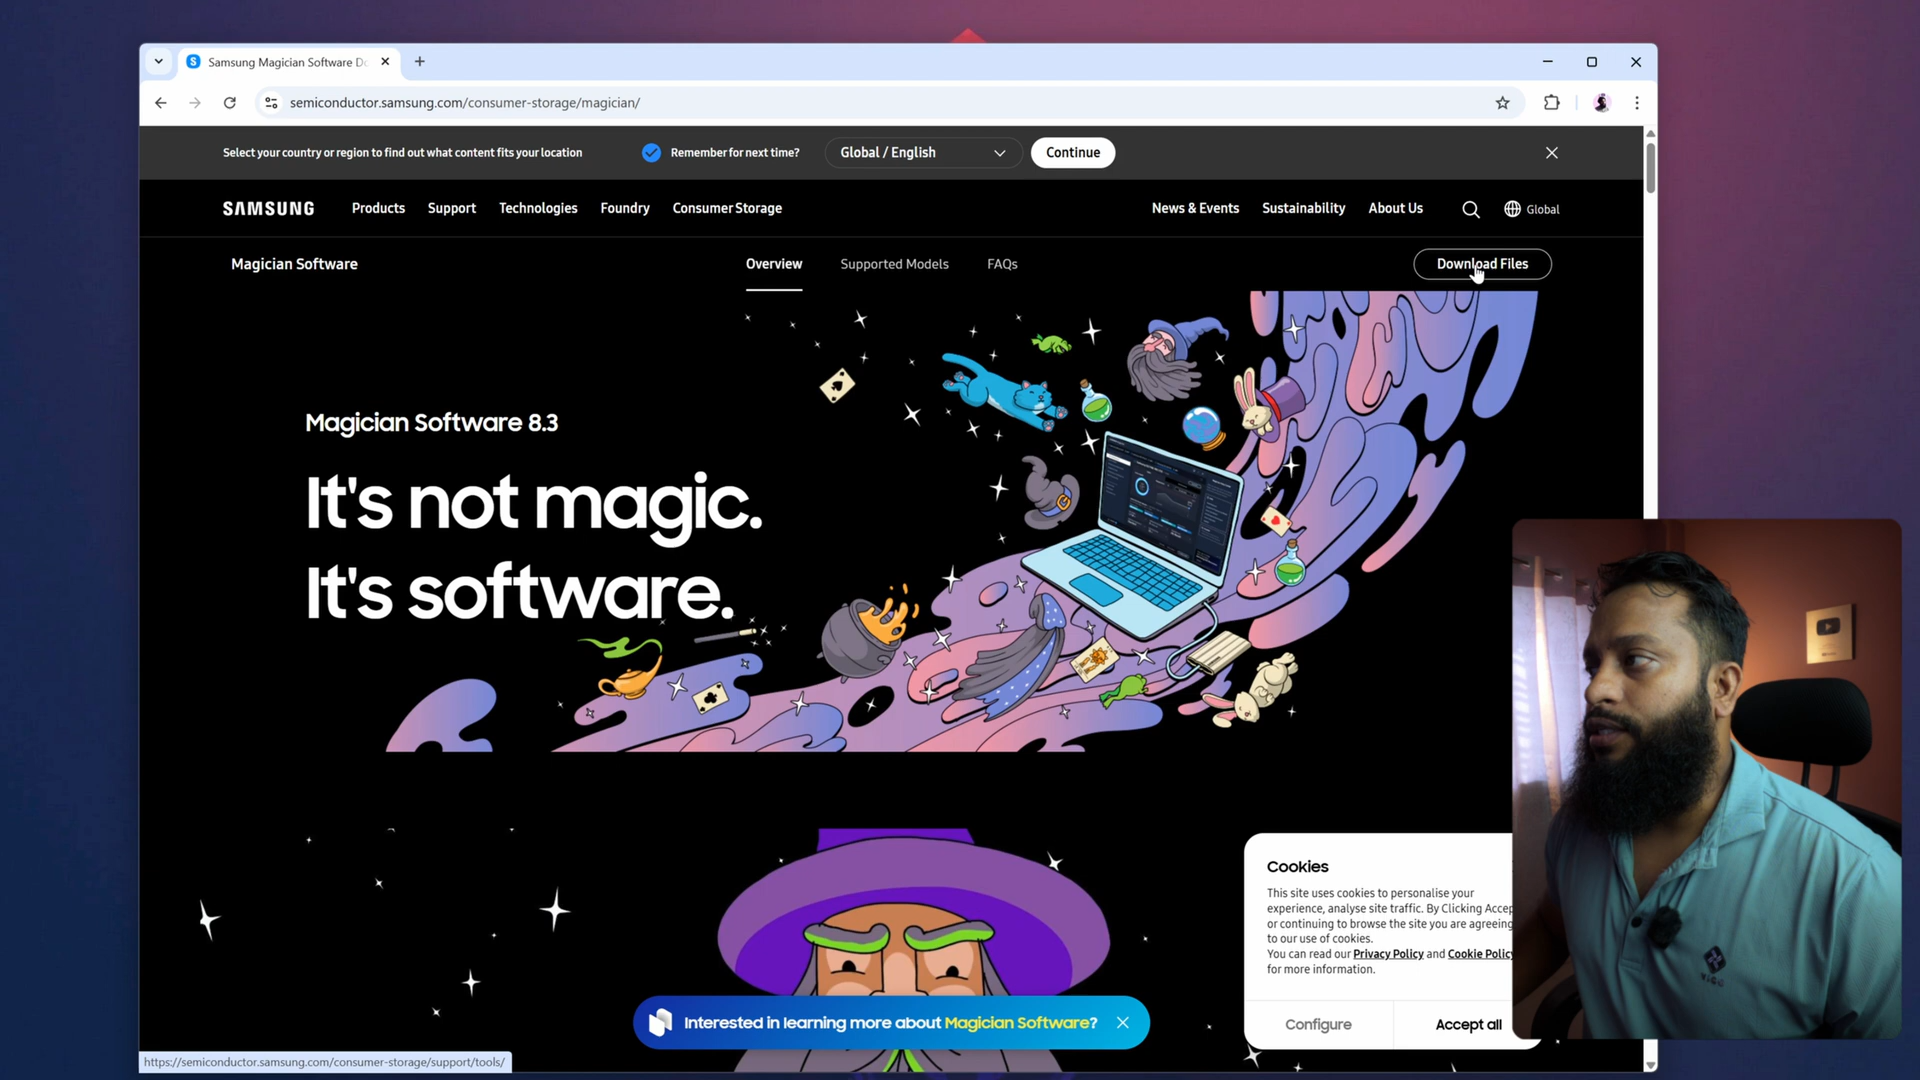 Samsung Magician Software Do
semiconductor.samsung.com/consumer-storage/magician/
Select your country or region to find out what content fits your location
Remember for next time?
Global / English
Continue
SAMSUNG
Products
Support
Technologies
Foundry
Consumer Storage
News & Events
Sustainability
About Us
Global
Magician Software
Overview
Supported Models
FAQs
Download Files
Magician Software 8.3
It's not magic.
It's software.
Cookies
This site uses cookies to personalise your
experience, analyse site traffic. By Clicking Accep
or continuing to browse the site you are agreeing
to our use of cookies.
You can read our Privacy Policy and Cookie Policy
for more information.
Configure
Accept all
Interested in learning more about Magician Software?
https://semiconductor.samsung.com/consumer-storage/support/tools/